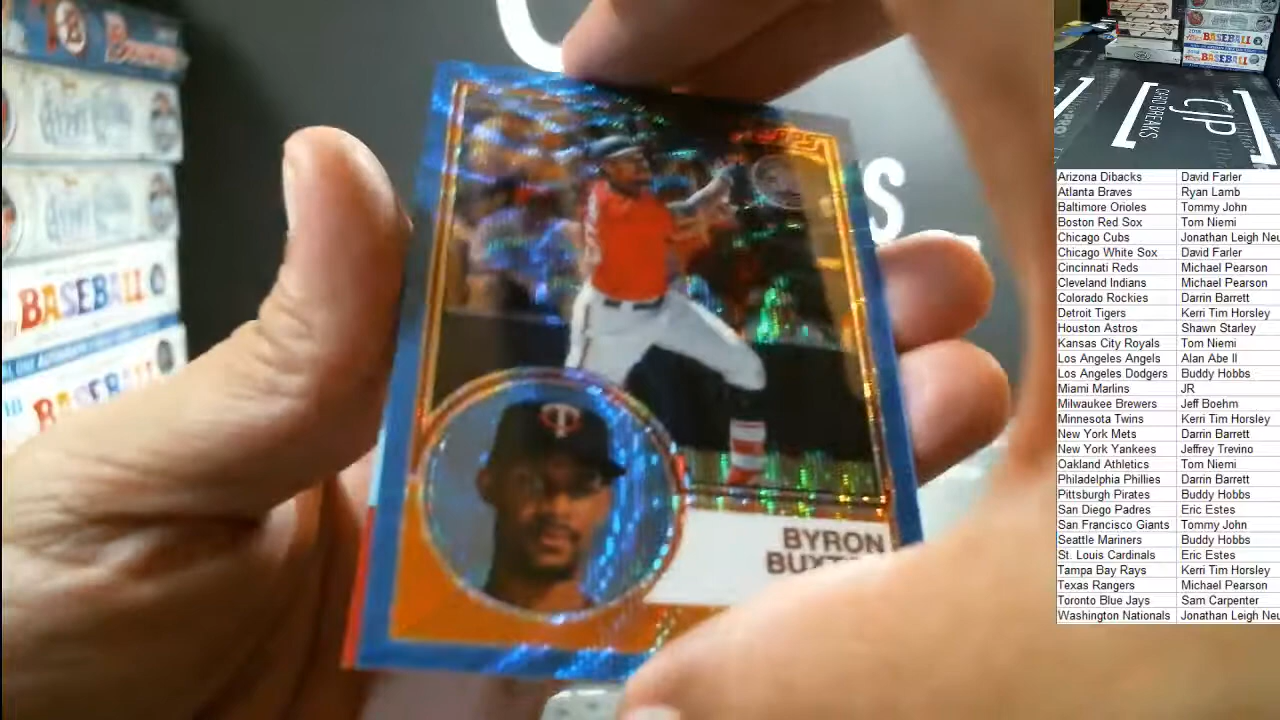 BYRON
BASEBALL
BASEBALL
BASEBALL
CARD BREAKS
CJP
Arizona Dibacks David Farler
Atlanta Braves Ryan Lamb
Baltimore Orioles Tommy John
Boston Red Sox Tom Niemi
Chicago Cubs Jonathan Leigh Neu
Chicago White Sox David Farler
Cincinnati Reds Michael Pearson
Cleveland Indians Michael Pearson
Colorado Rockies Darrin Barrett
Detroit Tigers Kerri Tim Horsley
Houston Astros Shawn Starley
Kansas City Royals Tom Niemi
Los Angeles Angels Alan Abe II
Los Angeles Dodgers Buddy Hobbs
Miami Marlins JR
Milwaukee Brewers Jeff Boehm
Minnesota Twins Kerri Tim Horsley
New York Mets Darrin Barrett
New York Yankees Jeffrey Trevino
Oakland Athletics Tom Niemi
Philadelphia Phillies Darrin Barrett
Pittsburgh Pirates Buddy Hobbs
San Diego Padres Eric Estes
San Francisco Giants Tommy John
Seattle Mariners Buddy Hobbs
St. Louis Cardinals Eric Estes
Tampa Bay Rays Kerri Tim Horsley
Texas Rangers Michael Pearson
Toronto Blue Jays Sam Carpenter
Washington Nationals Jonathan Leigh Neu